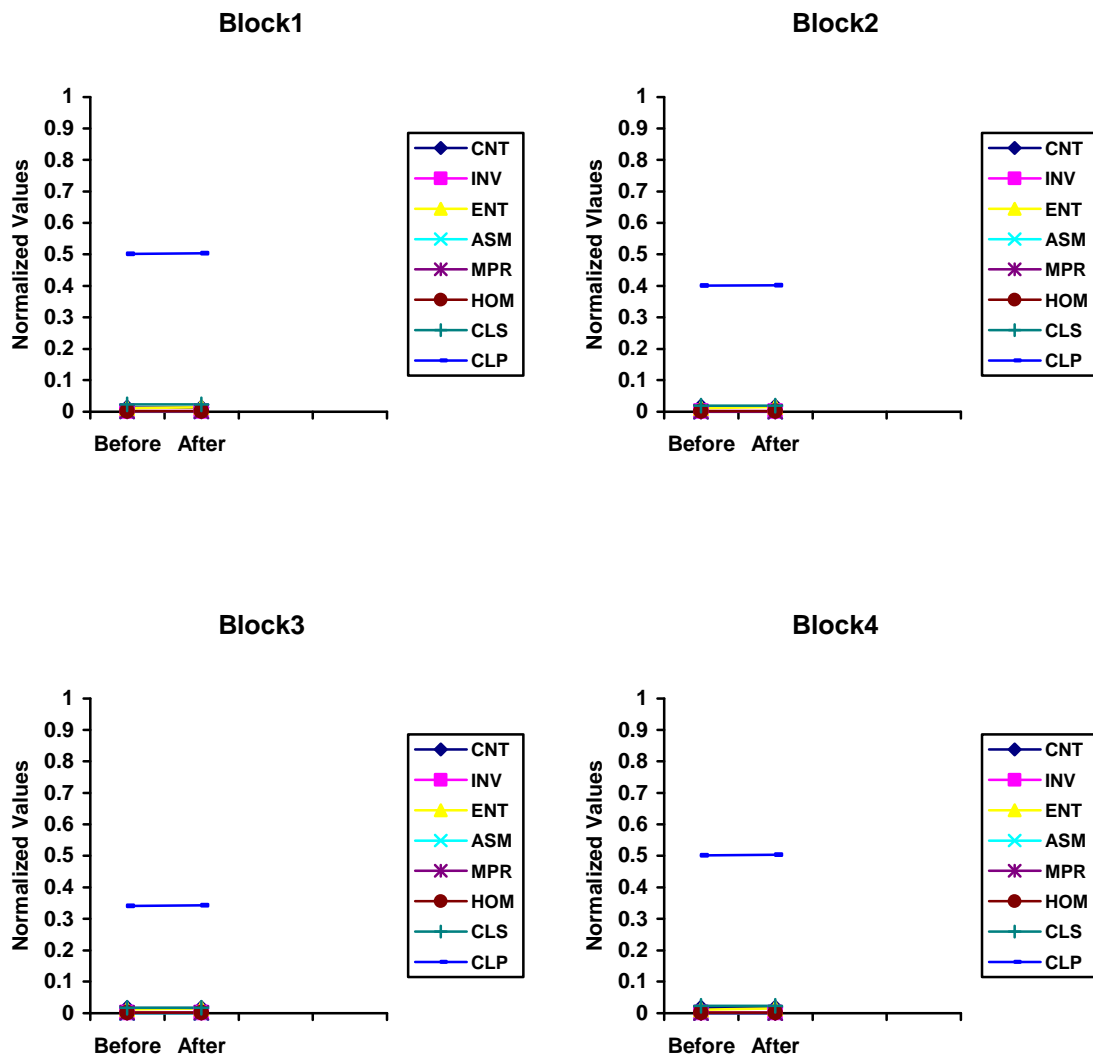 Block1
Normalized Values
1
0.9
0.8
0.7
0.6
0.5
0.4
0.3
0.2
0.1
0
Before After
CNT
INV
ENT
ASM
MPR
HOM
CLS
CLP
Block2
Normalized Vlaues
1
0.9
0.8
0.7
0.6
0.5
0.4
0.3
0.2
0.1
0
Before After
CNT
INV
ENT
ASM
MPR
HOM
CLS
CLP
Block3
Normalized Values
1
0.9
0.8
0.7
0.6
0.5
0.4
0.3
0.2
0.1
0
Before After
CNT
INV
ENT
ASM
MPR
HOM
CLS
CLP
Block4
Normalized Values
1
0.9
0.8
0.7
0.6
0.5
0.4
0.3
0.2
0.1
0
Before After
CNT
INV
ENT
ASM
MPR
HOM
CLS
CLP